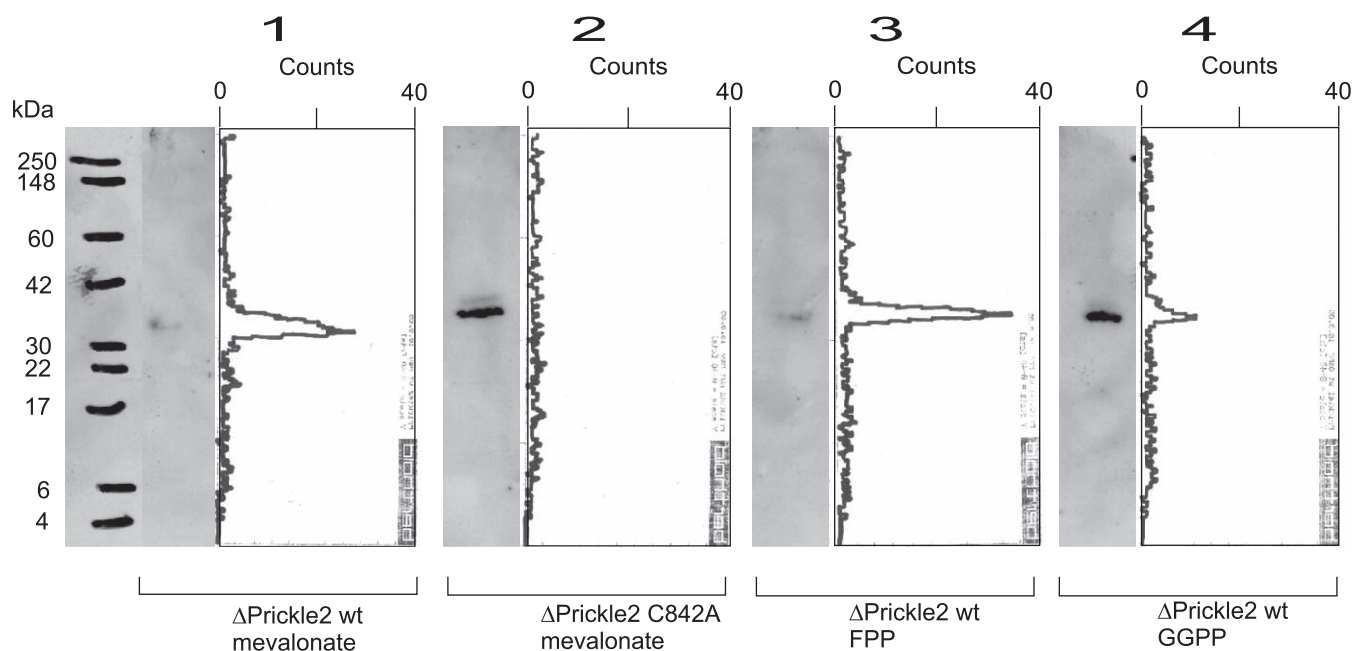 1 2 3 4
Counts Counts Counts Counts
0 40 0 40 0 40 0 40
kDa
250
148
60
42
30
22
17
6
4
ΔPrickle2 wt
mevalonate
ΔPrickle2 C842A
mevalonate
ΔPrickle2 wt
FPP
ΔPrickle2 wt
GGPP